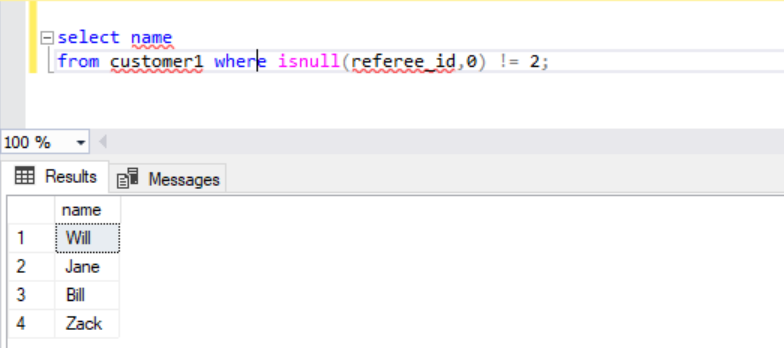 select name
from customer1 where isnull(referee_id,0) != 2;
100 %
Results Messages
name
1 Will
2 Jane
3 Bill
4 Zack